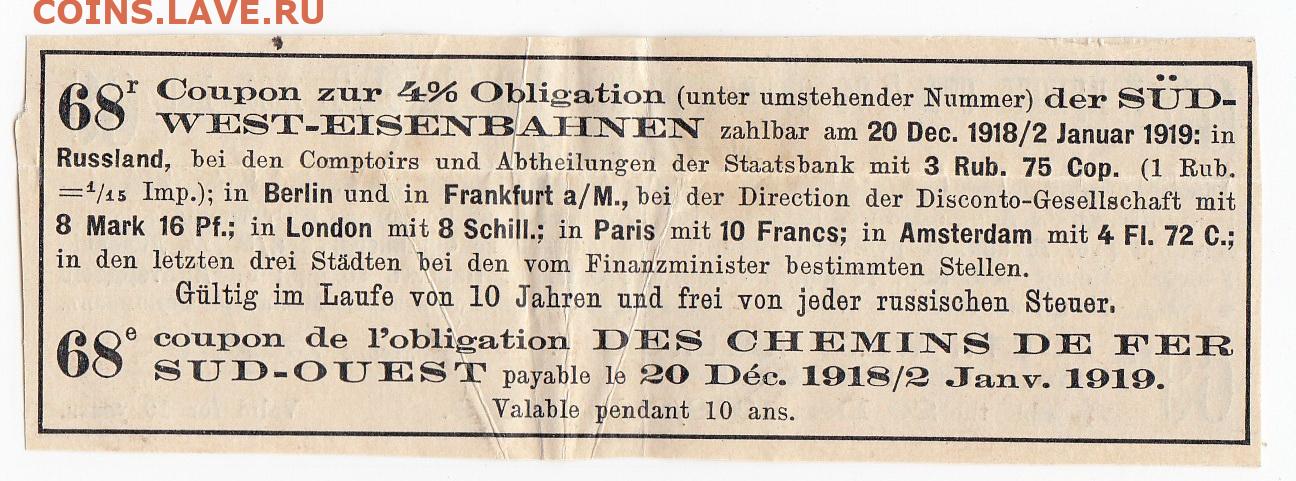 COINS.LAVE.RU
68r Coupon zur 4% Obligation (unter umstehender Nummer) der SÜD-
WEST-EISENBAHNEN zahlbar am 20 Dec. 1918/2 Januar 1919: in
Russland, bei den Comptoirs und Abtheilungen der Staatsbank mit 3 Rub. 75 Cop. (1 Rub.
=1/15 Imp.); in Berlin und in Frankfurt a/M., bei der Direction der Disconto-Gesellschaft mit
8 Mark 16 Pf.; in London mit 8 Schill.; in Paris mit 10 Francs; in Amsterdam mit 4 Fl. 72 C.;
in den letzten drei Städten bei den vom Finanzminister bestimmten Stellen.
Gültig im Laufe von 10 Jahren und frei von jeder russischen Steuer.
68e coupon de l'obligation DES CHEMINS DE FER
SUD-OUEST payable le 20 Déc. 1918/2 Janv. 1919.
Valable pendant 10 ans.